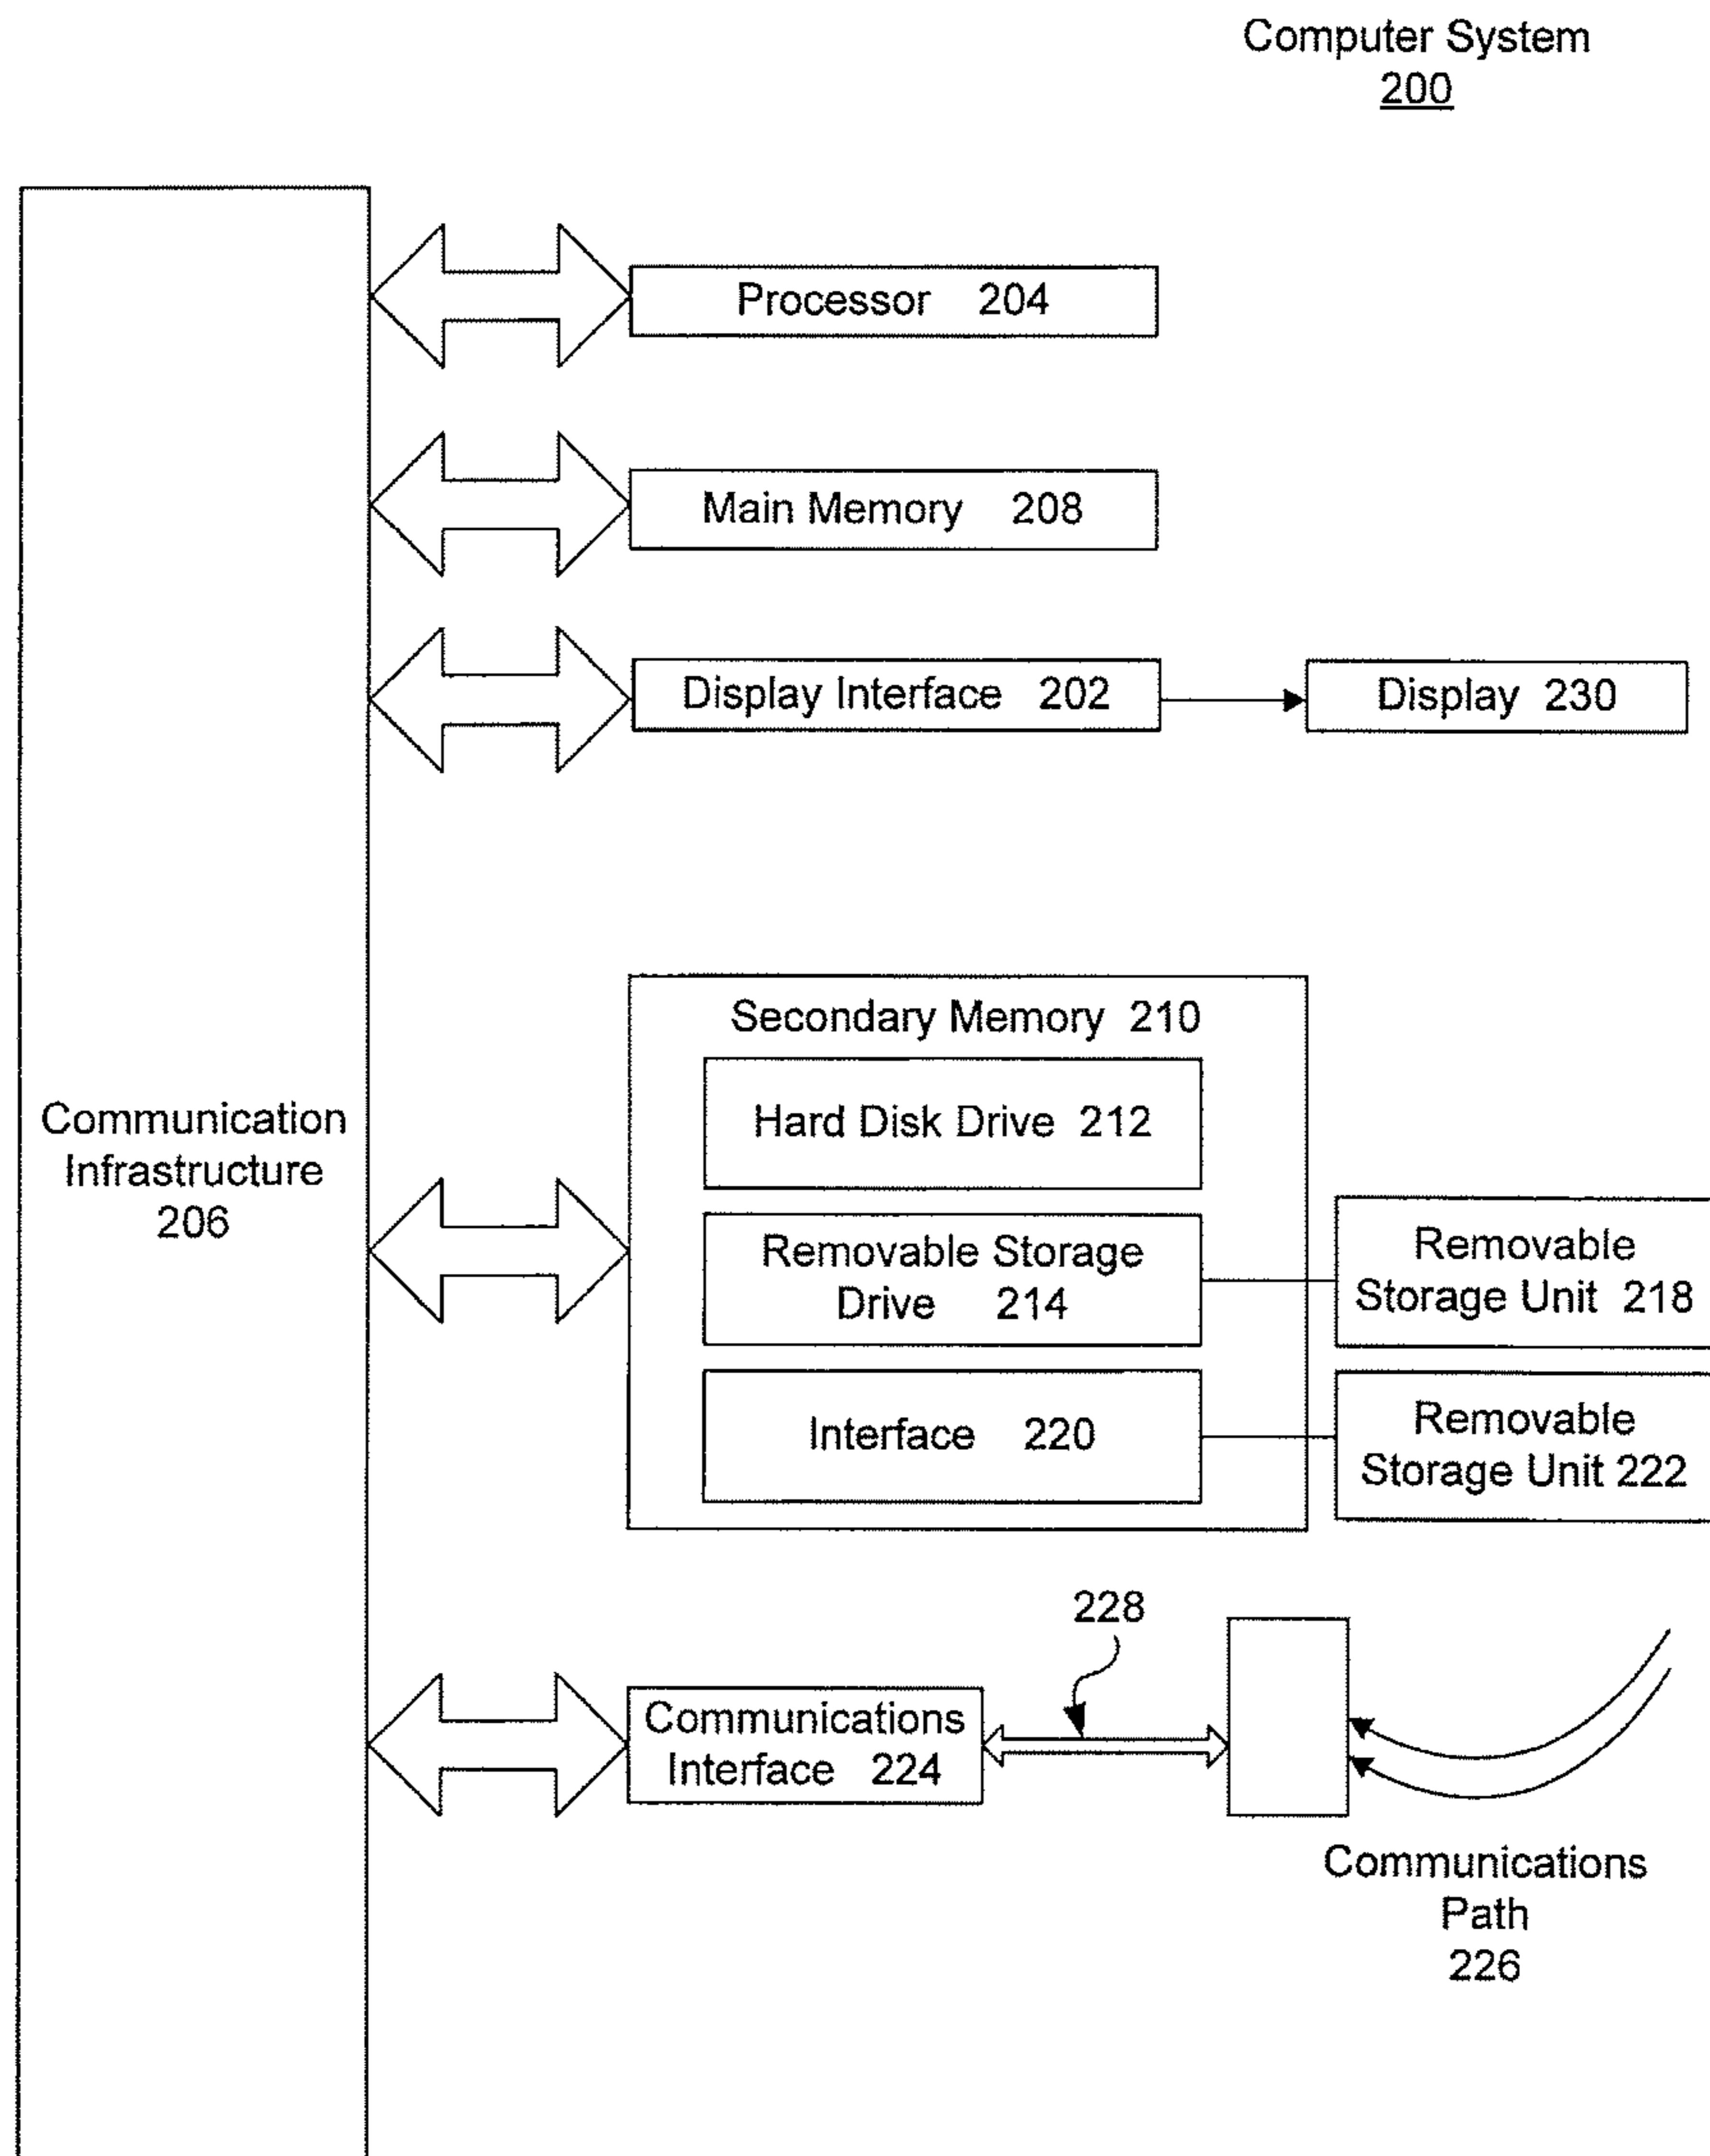 Computer System
200
Processor 204
Main Memory 208
Display Interface 202
Display 230
Secondary Memory 210
Hard Disk Drive 212
Communication
Infrastructure
206
Removable Storage
Drive 214
Removable
Storage Unit 218
Interface 220
Removable
Storage Unit 222
228
Communications
Interface 224
Communications
Path
226